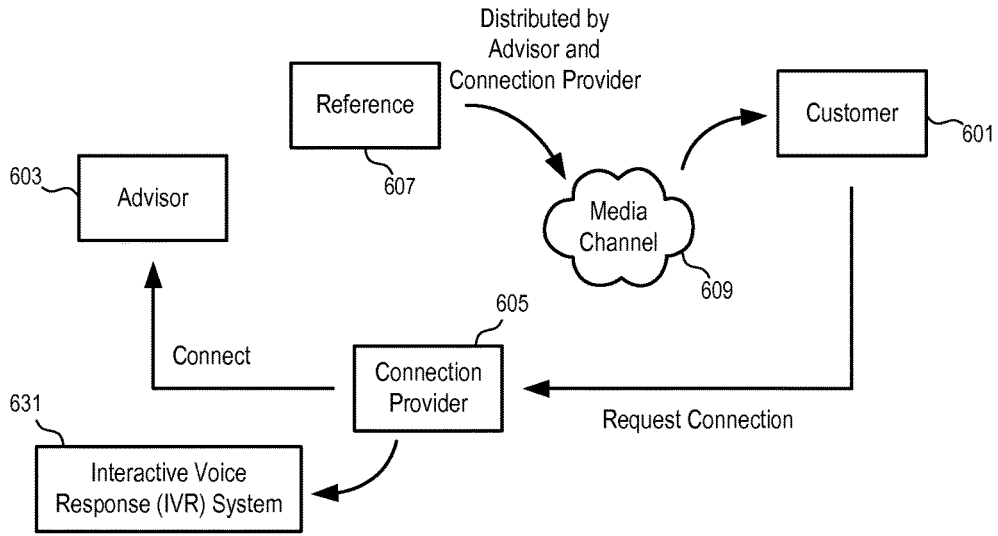 Distributed by
Advisor and
Connection Provider
Reference
607
Customer
601
603
Advisor
Media
Channel
609
605
Connect
Connection
Provider
Request Connection
631
Interactive Voice
Response (IVR) System